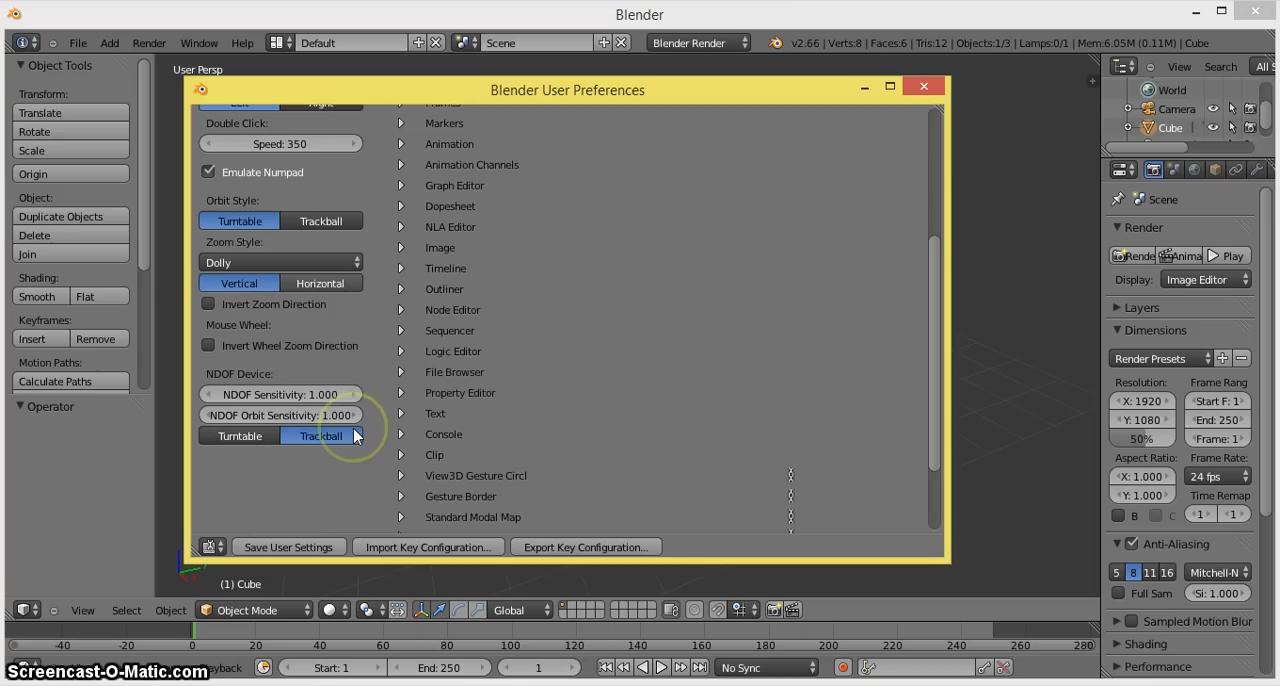 Blender
File Add Render Window Help Default Scene Blender Render v2.66 | Verts:8 | Faces:6 | Tris:12 | Objects:1/3 | Lamps:0/1 | Mem:6.05M (0.11M) | Cube
Object Tools
Transform:
Translate
Rotate
Scale
Origin
Object:
Duplicate Objects
Delete
Join
Shading:
Smooth Flat
Keyframes:
Insert Remove
Motion Paths:
Calculate Paths
Operator
User Persp
Blender User Preferences
Double Click:
Speed: 350
Emulate Numpad
Orbit Style:
Turntable Trackball
Zoom Style:
Dolly
Vertical Horizontal
Invert Zoom Direction
Mouse Wheel:
Invert Wheel Zoom Direction
NDOF Device:
NDOF Sensitivity: 1.000
NDOF Orbit Sensitivity: 1.000
Turntable Trackball
Markers
Animation
Animation Channels
Graph Editor
Dopesheet
NLA Editor
Image
Timeline
Outliner
Node Editor
Sequencer
Logic Editor
File Browser
Property Editor
Text
Console
Clip
View3D Gesture Circl
Gesture Border
Standard Modal Map
Save User Settings Import Key Configuration... Export Key Configuration...
(1) Cube
View Select Object Object Mode Global
-40 -20 0 20 40 60 80 100 120 140 160 180 200 220 240 260 280
Playback Start: 1 End: 250 1 No Sync
Screencast-O-Matic.com
View Search All S
World
Camera
Cube
Scene
Render
Rende Anima Play
Display: Image Editor
Layers
Dimensions
Render Presets
Resolution: Frame Rang
X: 1920 Start F: 1
Y: 1080 End: 250
50% Frame: 1
Aspect Ratio: Frame Rate:
X: 1.000 24 fps
Y: 1.000 Time Remap
B C 1 1
Anti-Aliasing
5 8 11 16 Mitchell-N
Full Sam Si: 1.000
Sampled Motion Blur
Shading
Performance